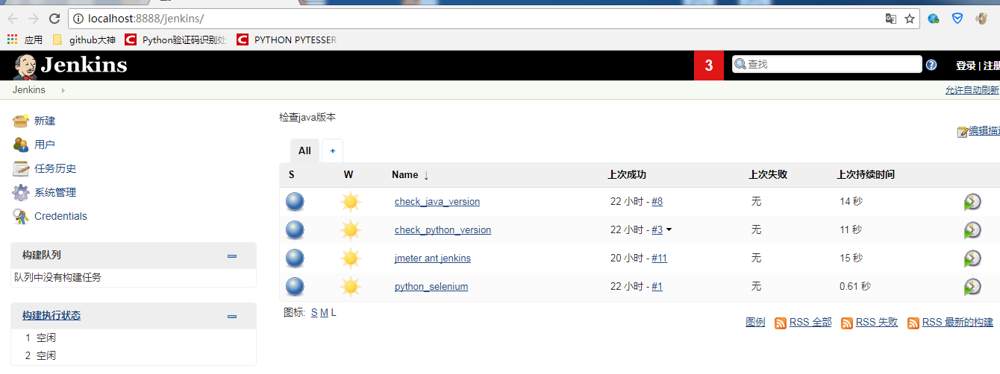 localhost:8888/jenkins/
应用 github大神 Python验证码识别处 PYTHON PYTESSER
Jenkins 3 查找 登录 | 注册
Jenkins 允许自动刷新
新建
用户
任务历史
系统管理
Credentials
构建队列
队列中没有构建任务
构建执行状态
1 空闲
2 空闲
检查java版本
编辑描述
All +
S W Name ↓ 上次成功 上次失败 上次持续时间
check_java_version 22 小时 - #8 无 14 秒
check_python_version 22 小时 - #3 无 11 秒
jmeter ant jenkins 20 小时 - #11 无 15 秒
python_selenium 22 小时 - #1 无 0.61 秒
图标: S M L
图例 RSS 全部 RSS 失败 RSS 最新的构建